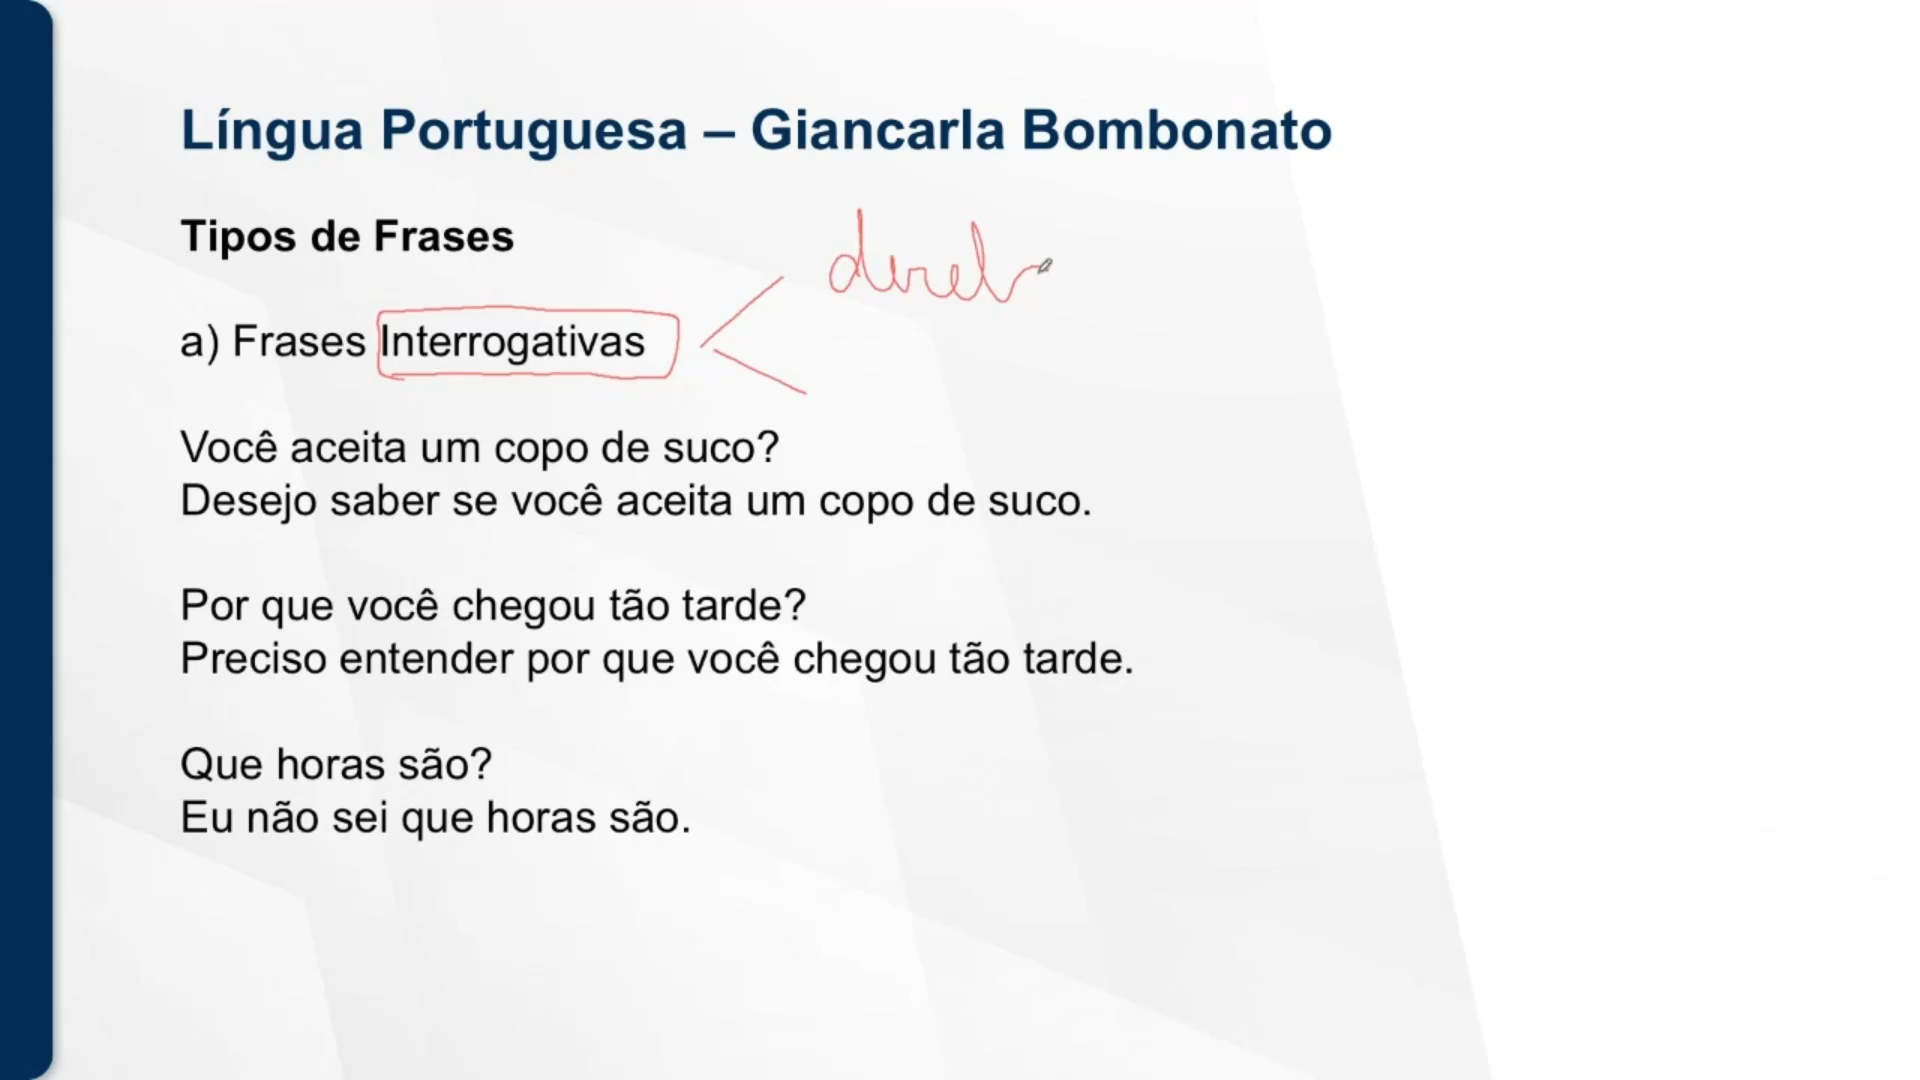 Língua Portuguesa – Giancarla Bombonato
Tipos de Frases
diret
a) Frases Interrogativas
Você aceita um copo de suco?
Desejo saber se você aceita um copo de suco.
Por que você chegou tão tarde?
Preciso entender por que você chegou tão tarde.
Que horas são?
Eu não sei que horas são.